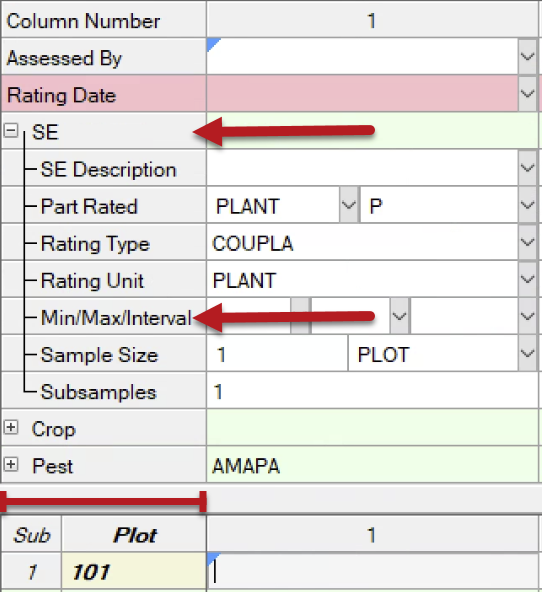 Column Number 1
Assessed By
Rating Date
SE
SE Description
Part Rated PLANT P
Rating Type COUPLA
Rating Unit PLANT
Min/Max/Interval
Sample Size 1 PLOT
Subsamples 1
Crop
Pest AMAPA
Sub Plot 1
1 101